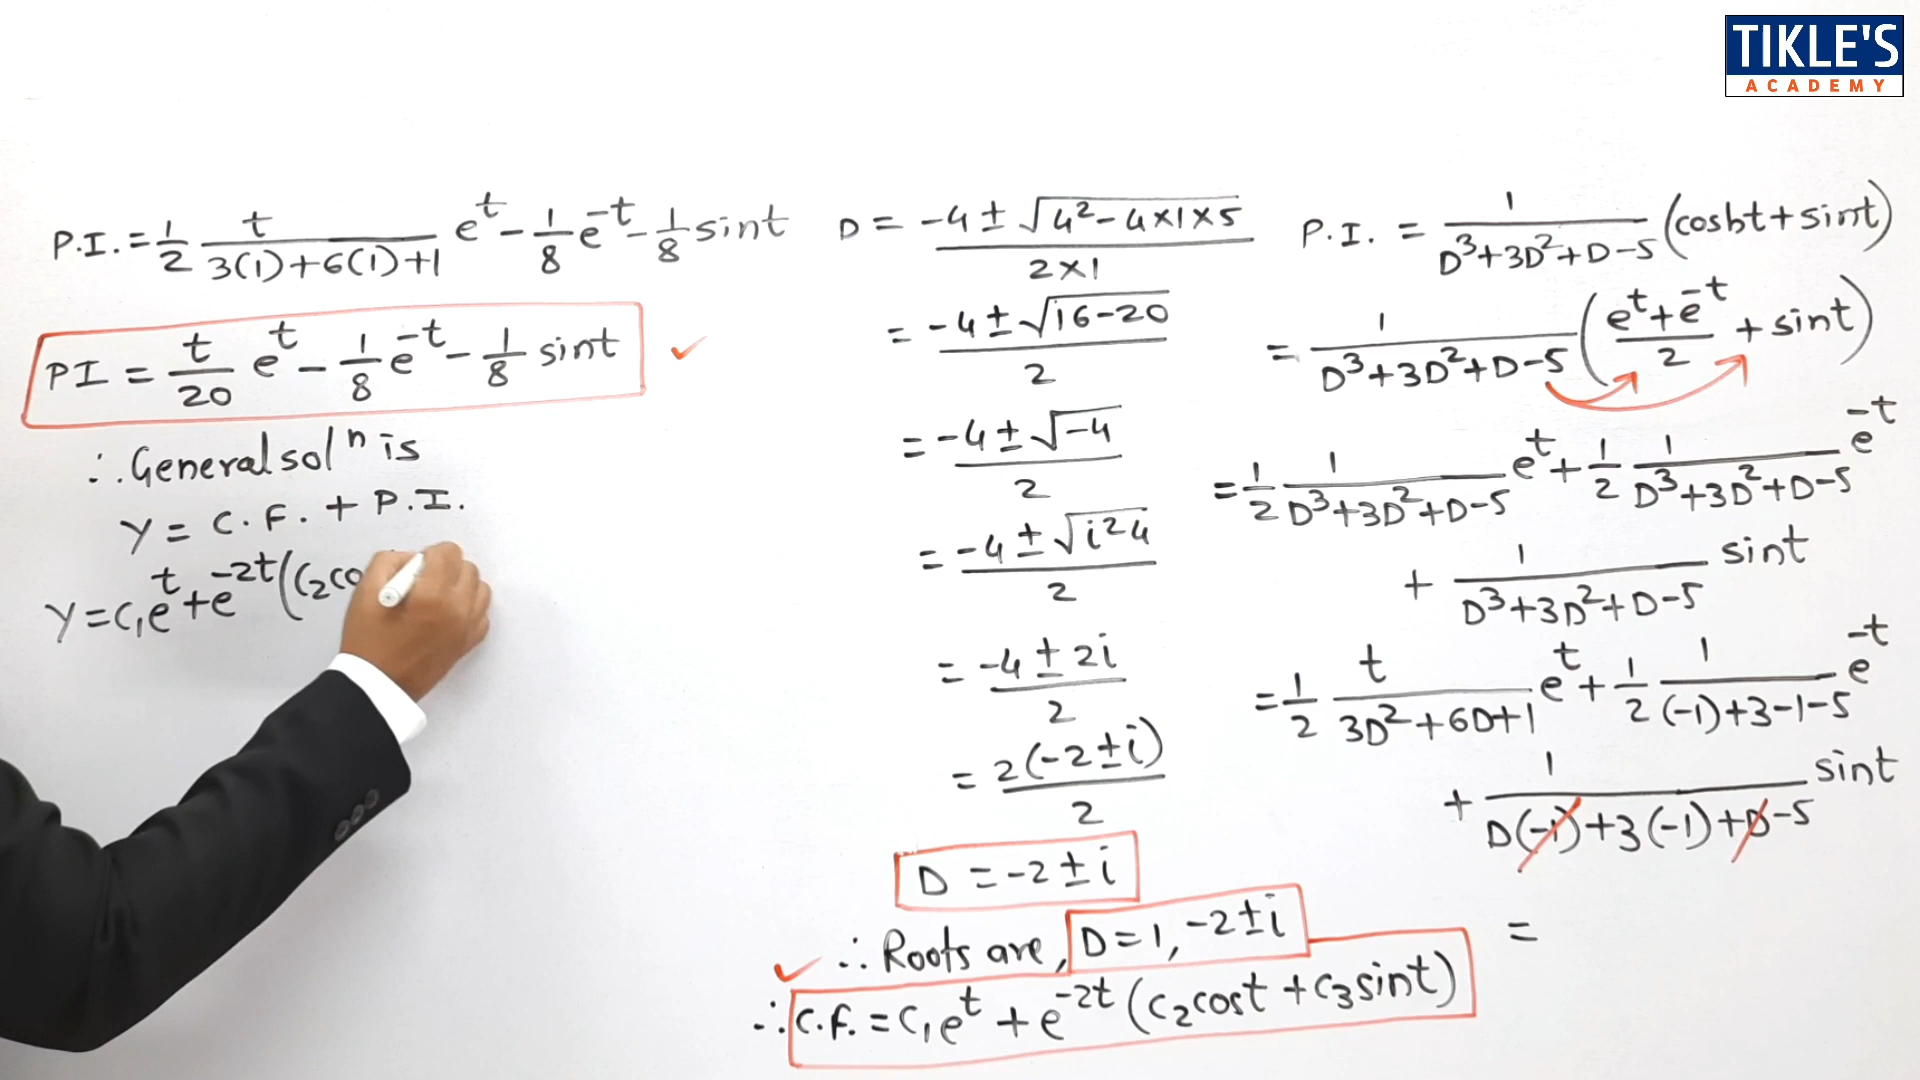 TIKLE'S
ACADEMY
P.I. = 1/2 t/(3(1)+6(1)+1) e^t - 1/8 e^-t - 1/8 sint
PI = t/20 e^t - 1/8 e^-t - 1/8 sint ✓
∴ General sol^n is
y = C.F. + P.I.
y = c₁e^t + e^-2t (c₂co
D = (-4 ± √(4² - 4×1×5))/(2×1)
= (-4 ± √(16-20))/2
= (-4 ± √-4)/2
= (-4 ± √(i²4))/2
= (-4 ± 2i)/2
= 2(-2 ± i)/2
D = -2 ± i
∴ Roots are, D = 1, -2 ± i
✓ ∴ C.F. = c₁e^t + e^-2t (c₂cost + c₃sint)
P.I. = 1/(D³+3D²+D-5) (cosht + sint)
= 1/(D³+3D²+D-5) ((e^t + e^-t)/2 + sint)
= 1/2 1/(D³+3D²+D-5) e^t + 1/2 1/(D³+3D²+D-5) e^-t
+ 1/(D³+3D²+D-5) sint
= 1/2 t/(3D²+6D+1) e^t + 1/2 1/((-1)+3-1-5) e^-t
+ 1/(D(-1)+3(-1)+D-5) sint
=